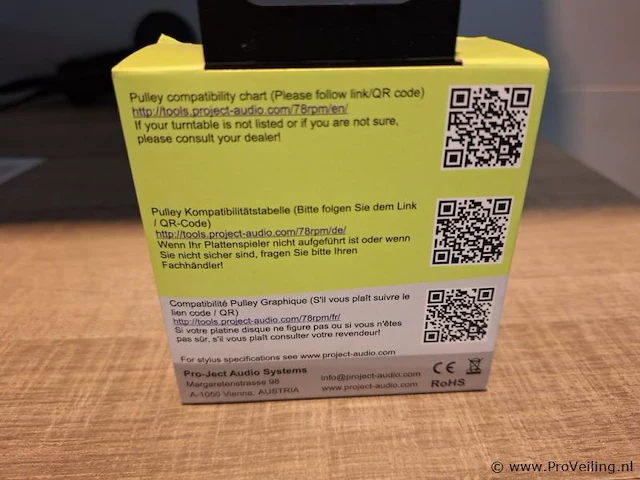 Pulley compatibility chart (Please follow link/QR code)
http://tools.project-audio.com/78rpm/en/
If your turntable is not listed or if you are not sure,
please consult your dealer!
Pulley Kompatibilitätstabelle (Bitte folgen Sie dem Link
/ QR-Code)
http://tools.project-audio.com/78rpm/de/
Wenn Ihr Plattenspieler nicht aufgeführt ist oder wenn
Sie nicht sicher sind, fragen Sie bitte Ihren
Fachhändler!
Compatibilité Pulley Graphique (S'il vous plaît suivre le
lien code / QR)
http://tools.project-audio.com/78rpm/fr/
Si votre platine disque ne figure pas ou si vous n'êtes
pas sûr, s'il vous plaît consulter votre revendeur!
For stylus specifications see www.project-audio.com
Pro-Ject Audio Systems
Margaretenstrasse 98
A-1050 Vienna, AUSTRIA
info@project-audio.com
www.project-audio.com
CE
RoHS
© www.ProVeiling.nl